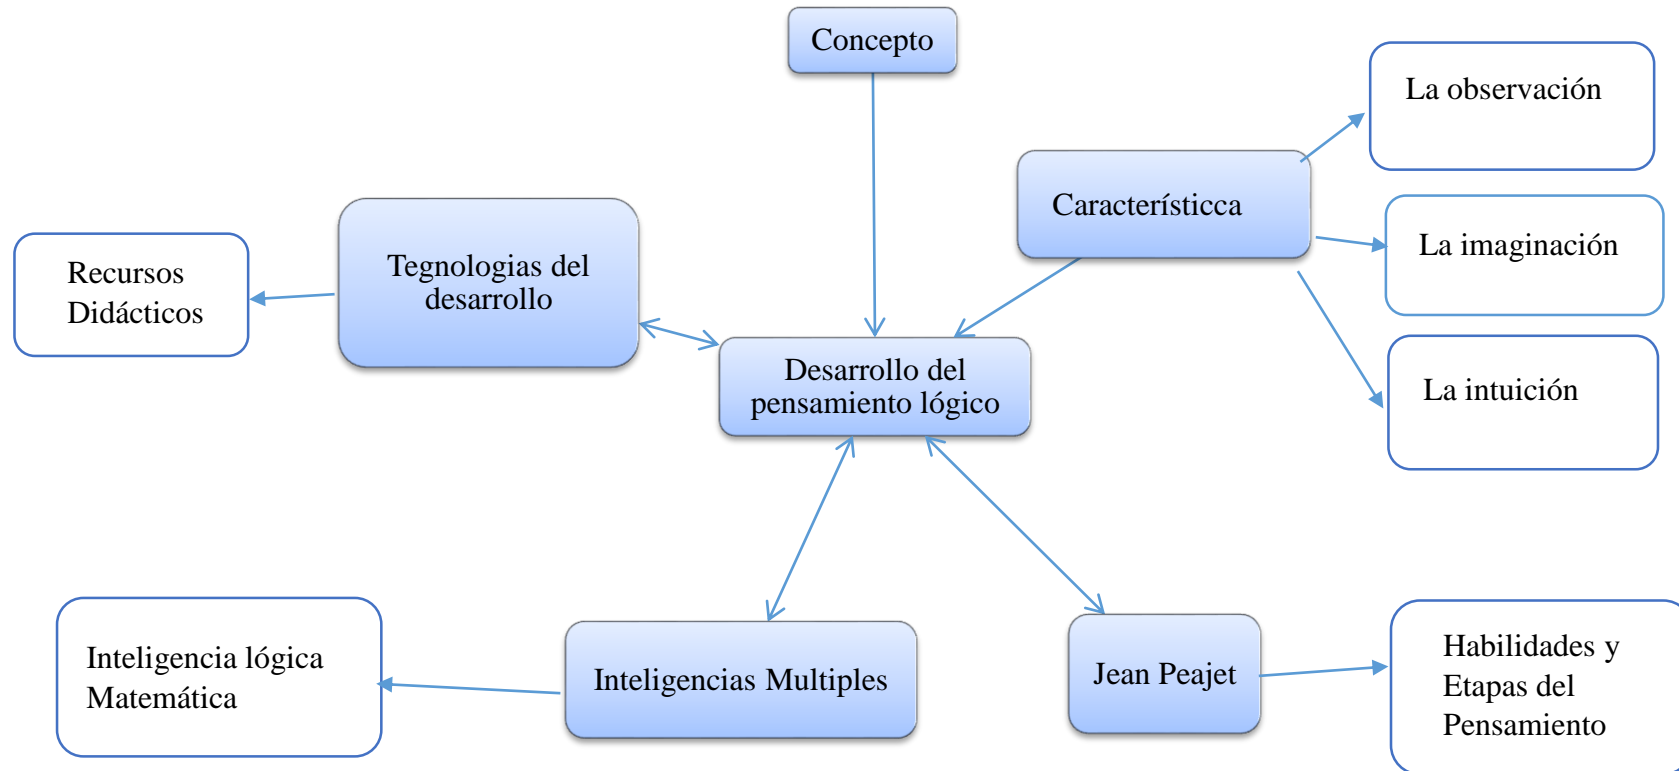 Concepto
La observación
Característicca
La imaginación
Tegnologias del
desarrollo
Recursos
Didácticos
Desarrollo del
pensamiento lógico
La intuición
Inteligencia lógica
Matemática
Inteligencias Multiples
Jean Peajet
Habilidades y
Etapas del
Pensamiento